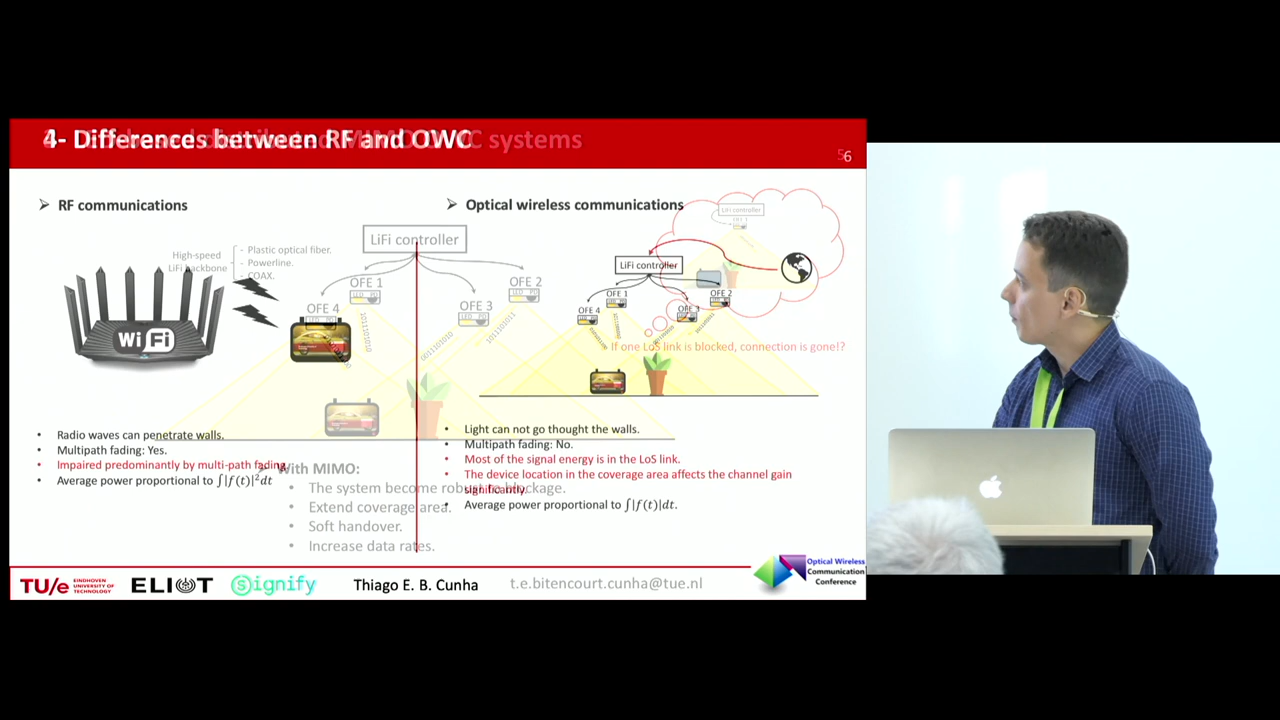 4- Differences between RF and OWC
systems
5
6
➢ RF communications
➢ Optical wireless communications
LiFi controller
High-speed
LiFi backbone
- Plastic optical fiber.
- Powerline.
- COAX.
LiFi controller
LiFi controller
OFE 1
OFE 2
OFE 3
OFE 4
OFE 1
OFE 2
OFE 3
OFE 4
WiFi
If one LoS link is blocked, connection is gone!?
• Radio waves can penetrate walls.
• Multipath fading: Yes.
• Impaired predominantly by multi-path fading.
• Average power proportional to ∫|f(t)|²dt
• Light can not go thought the walls.
• Multipath fading: No.
• Most of the signal energy is in the LoS link.
• The device location in the coverage area affects the channel gain
significantly.
• Average power proportional to ∫|f(t)|dt.
➢ With MIMO:
• The system become robust to blockage.
• Extend coverage area.
• Soft handover.
• Increase data rates.
TU/e EINDHOVEN UNIVERSITY OF TECHNOLOGY
ELIOT
Signify
Thiago E. B. Cunha
t.e.bitencourt.cunha@tue.nl
Optical Wireless
Communication
Conference